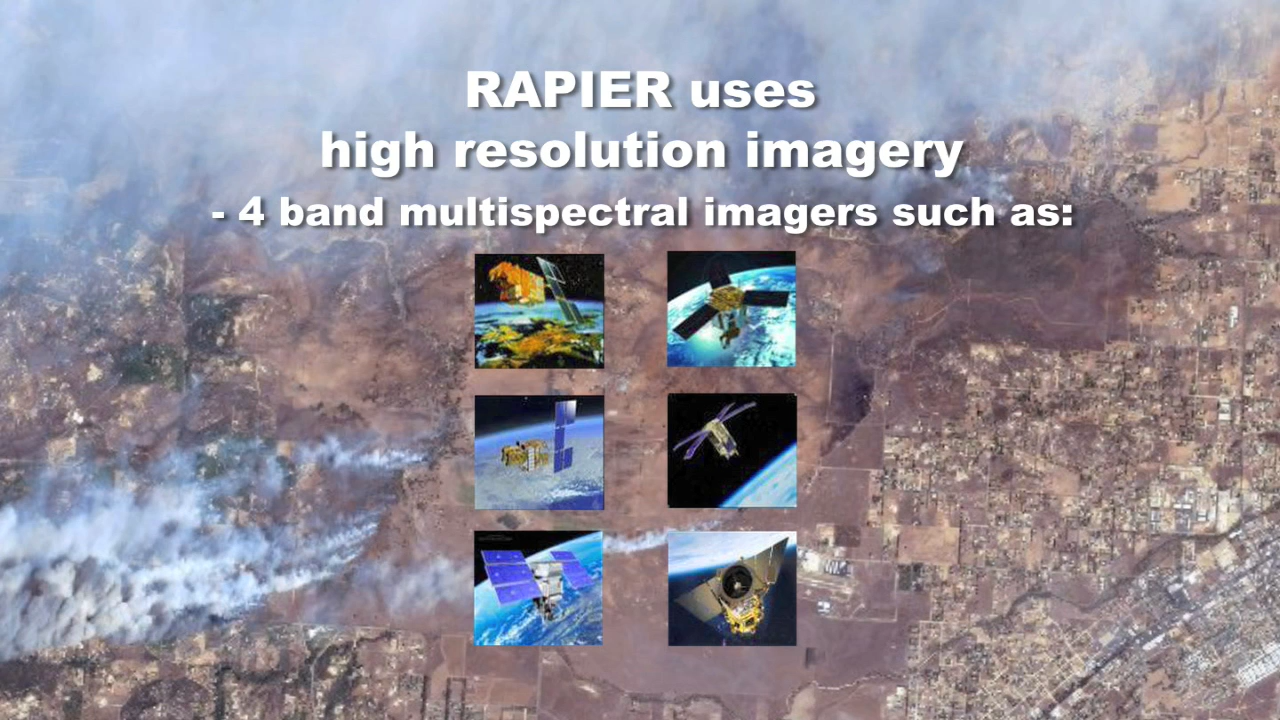 RAPIER uses
high resolution imagery
- 4 band multispectral imagers such as: